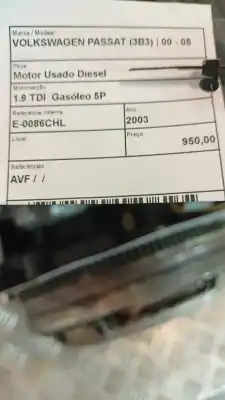 Marca / Modelo
VOLKSWAGEN PASSAT (3B3) | 00 - 05
Peça
Motor Usado Diesel
Motorização
1.9 TDI Gasóleo 5P
Referência Interna Ano
E-0086CHL 2003
Local Preço
950,00
Referências
AVF / /